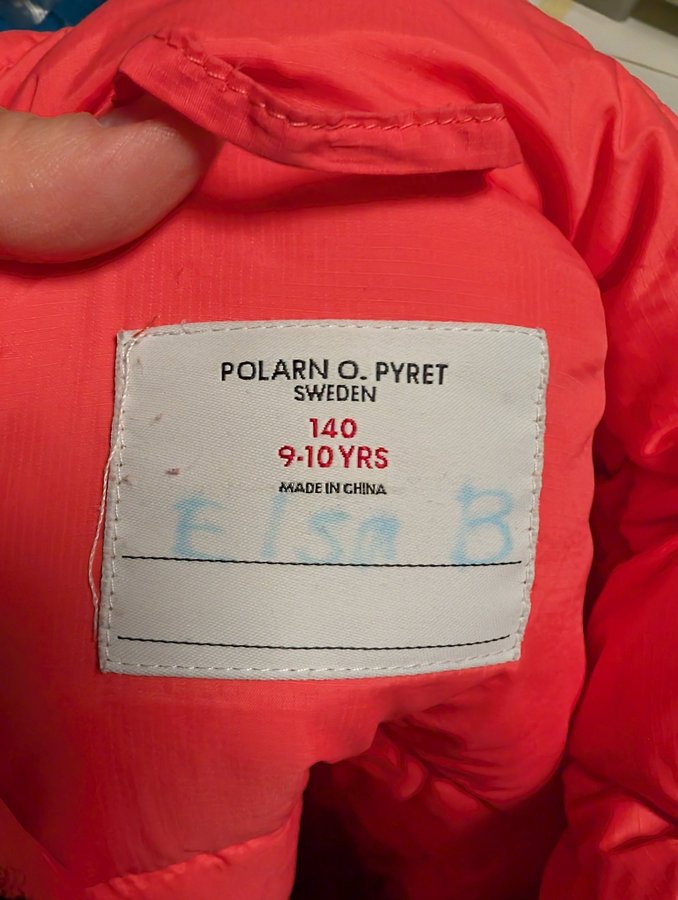 POLARN O. PYRET
SWEDEN
140
9-10 YRS
MADE IN CHINA
Elsa B